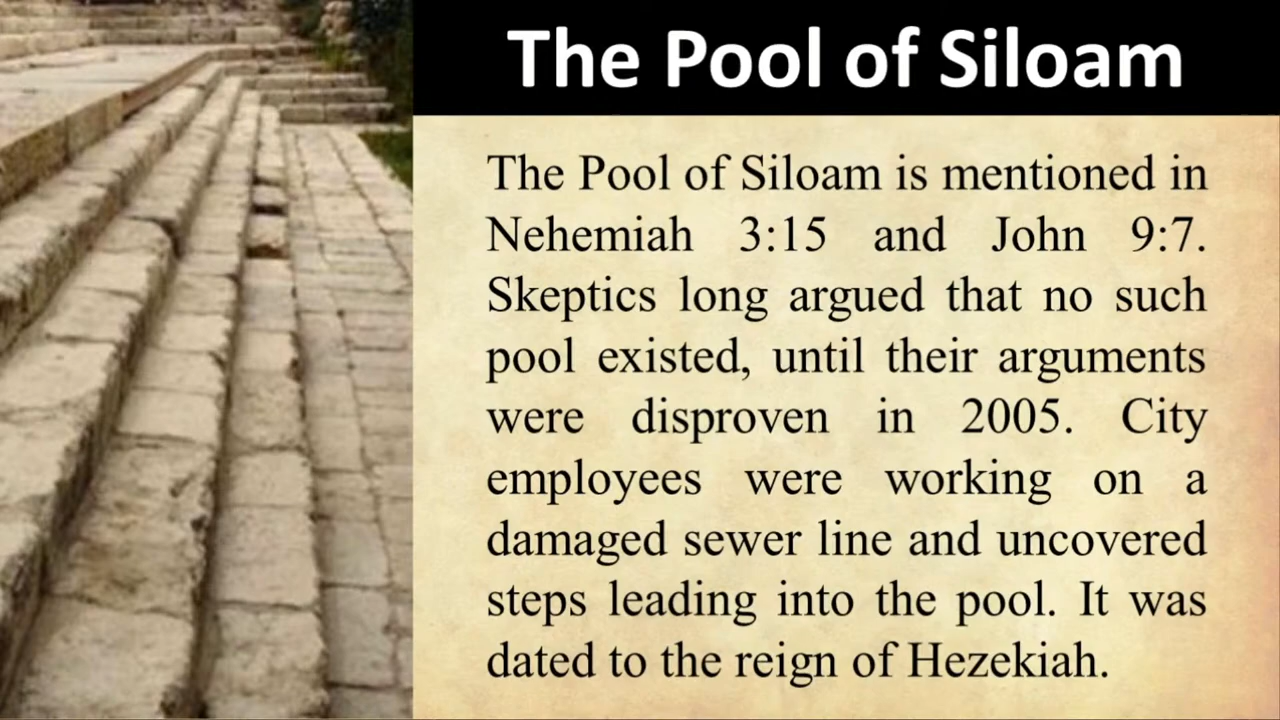 The Pool of Siloam
The Pool of Siloam is mentioned in
Nehemiah 3:15 and John 9:7.
Skeptics long argued that no such
pool existed, until their arguments
were disproven in 2005. City
employees were working on a
damaged sewer line and uncovered
steps leading into the pool. It was
dated to the reign of Hezekiah.